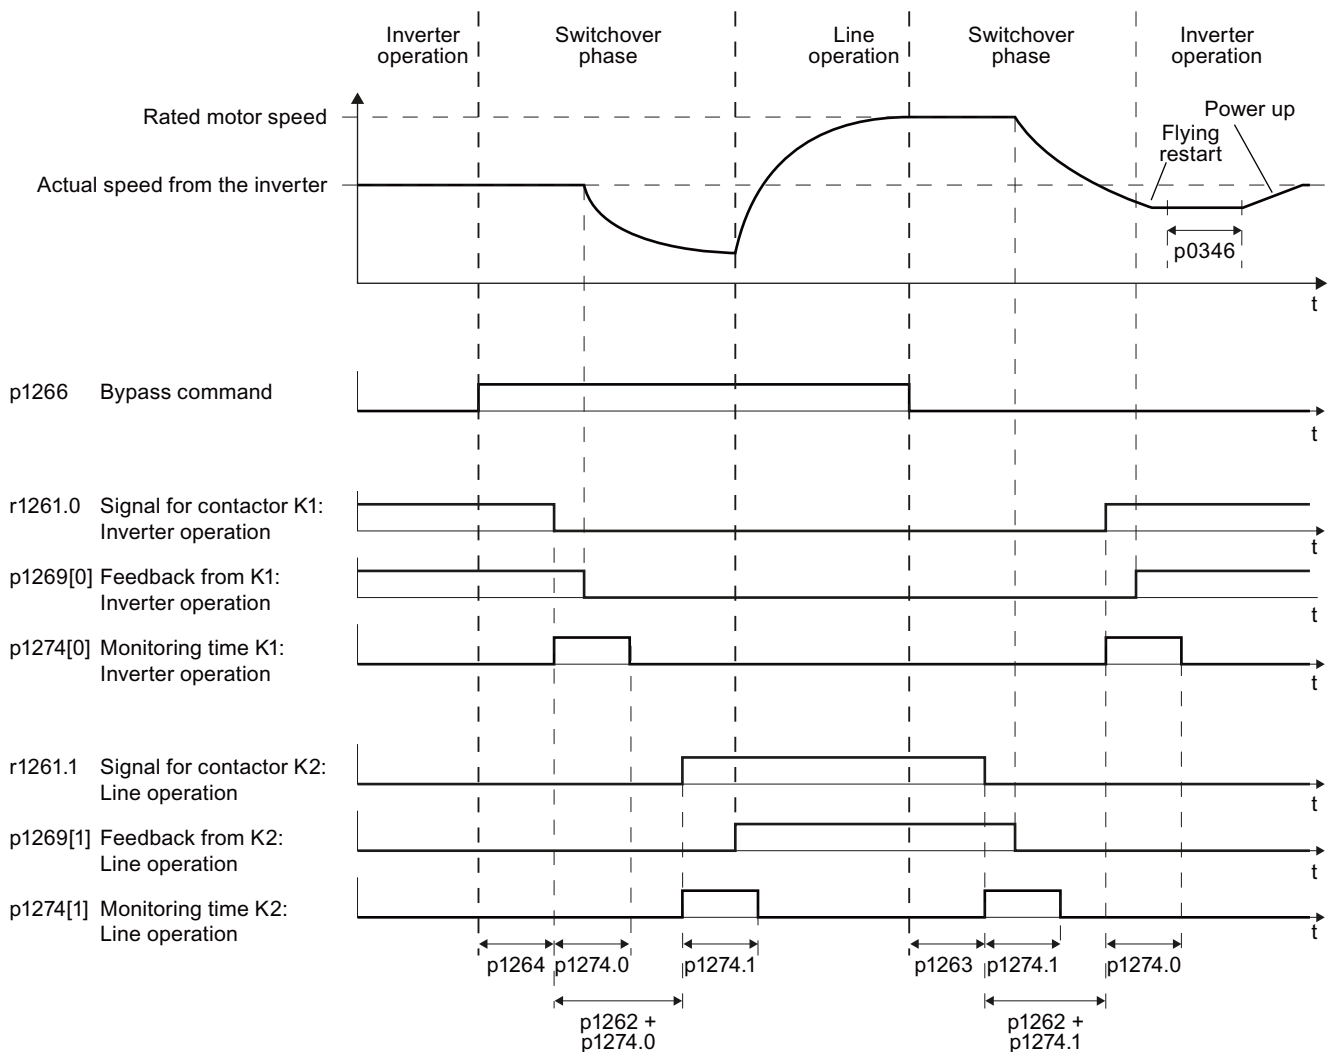 Inverter operation
Switchover phase
Line operation
Switchover phase
Inverter operation
Rated motor speed
Power up
Flying restart
Actual speed from the inverter
p0346
t
p1266 Bypass command
t
r1261.0 Signal for contactor K1:
Inverter operation
t
p1269[0] Feedback from K1:
Inverter operation
t
p1274[0] Monitoring time K1:
Inverter operation
t
r1261.1 Signal for contactor K2:
Line operation
t
p1269[1] Feedback from K2:
Line operation
t
p1274[1] Monitoring time K2:
Line operation
t
p1264 p1274.0 p1274.1 p1263 p1274.1 p1274.0
p1262 +
p1274.0
p1262 +
p1274.1